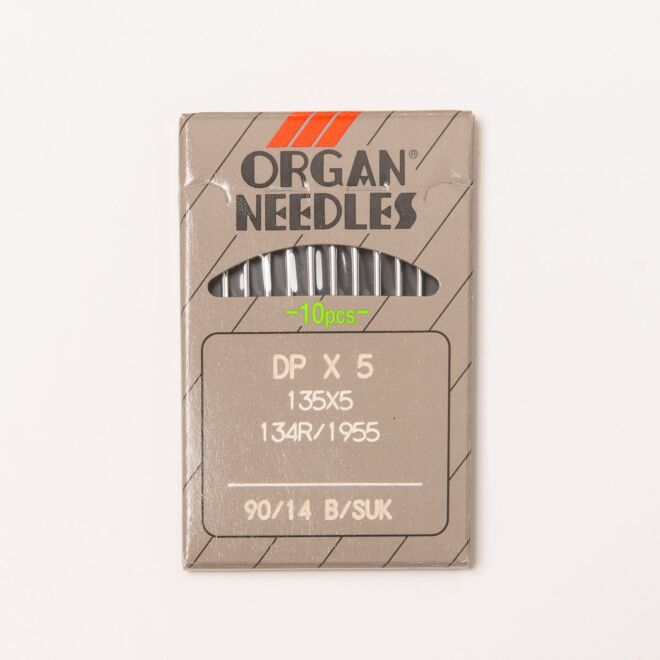 ORGAN®
NEEDLES
-10pcs.-
DP X 5
135X5
134R/1955
90/14 B/SUK